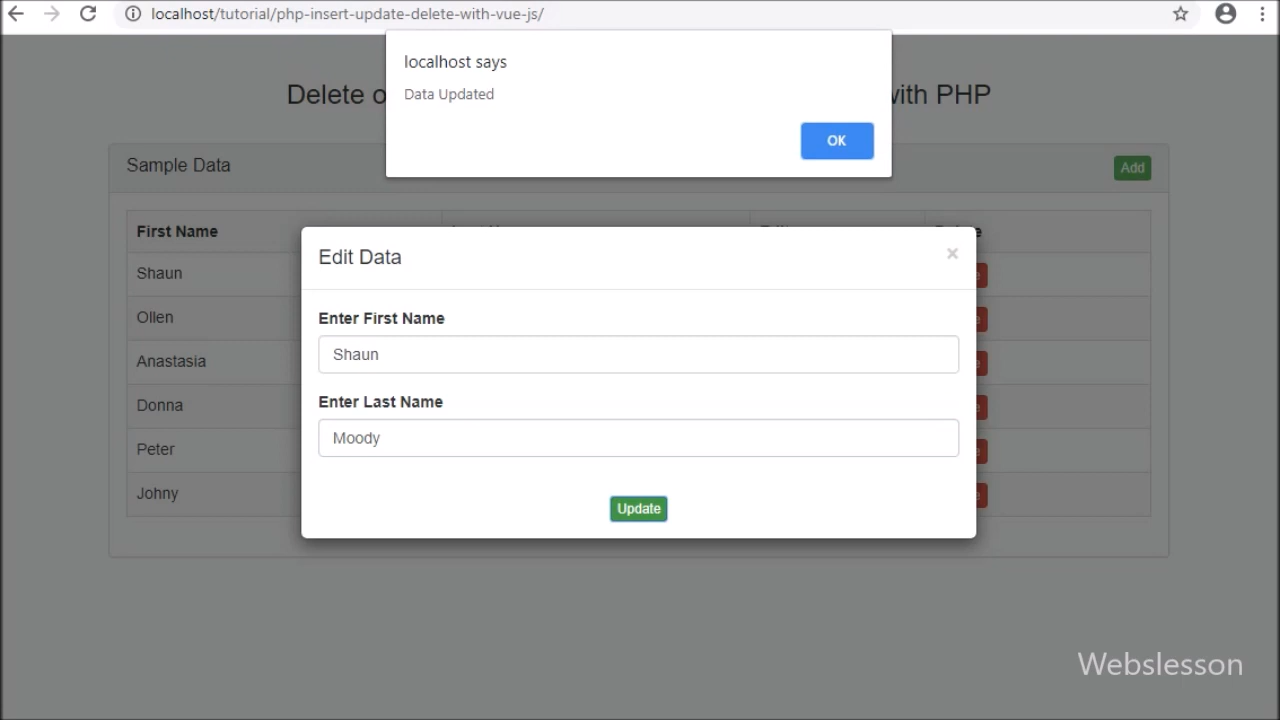 localhost/tutorial/php-insert-update-delete-with-vue-js/
localhost says
Data Updated
OK
Delete with PHP
Sample Data
Add
First Name
Edit Data
×
Shaun
Enter First Name
Ollen
Shaun
Anastasia
Enter Last Name
Donna
Moody
Peter
Johny
Update
Webslesson